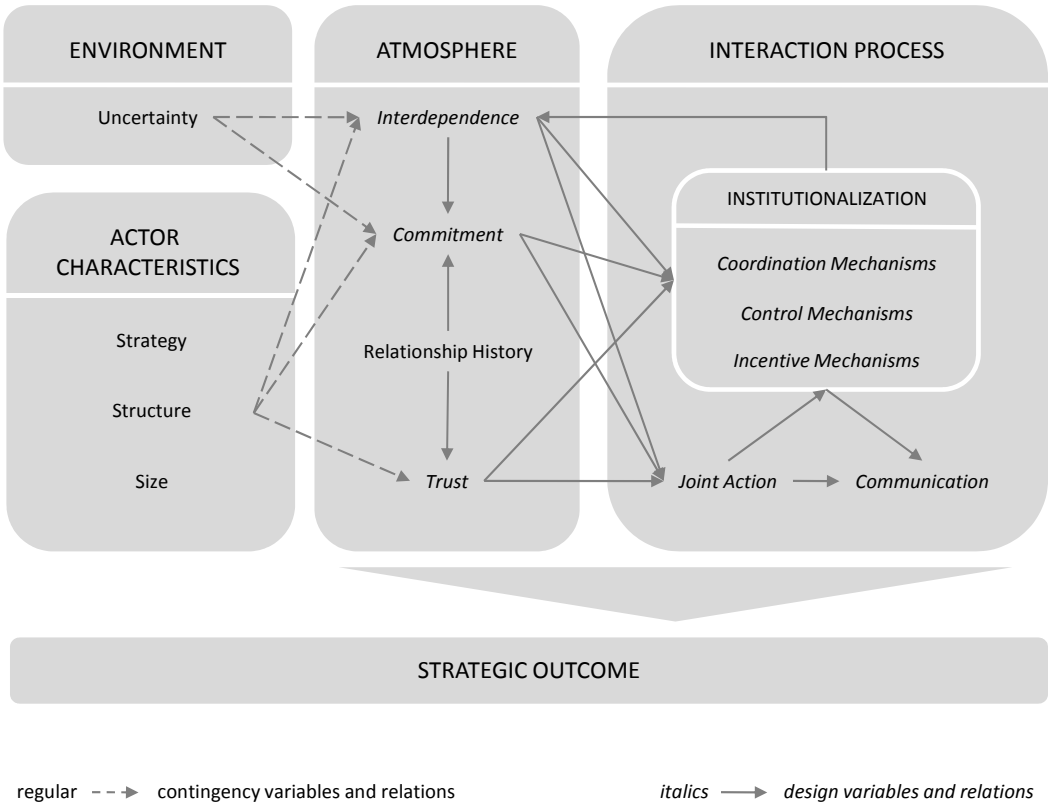 ENVIRONMENT
Uncertainty
ACTOR
CHARACTERISTICS
Strategy
Structure
Size
ATMOSPHERE
Interdependence
Commitment
Relationship History
Trust
INTERACTION PROCESS
INSTITUTIONALIZATION
Coordination Mechanisms
Control Mechanisms
Incentive Mechanisms
Joint Action
Communication
STRATEGIC OUTCOME
regular contingency variables and relations
italics design variables and relations